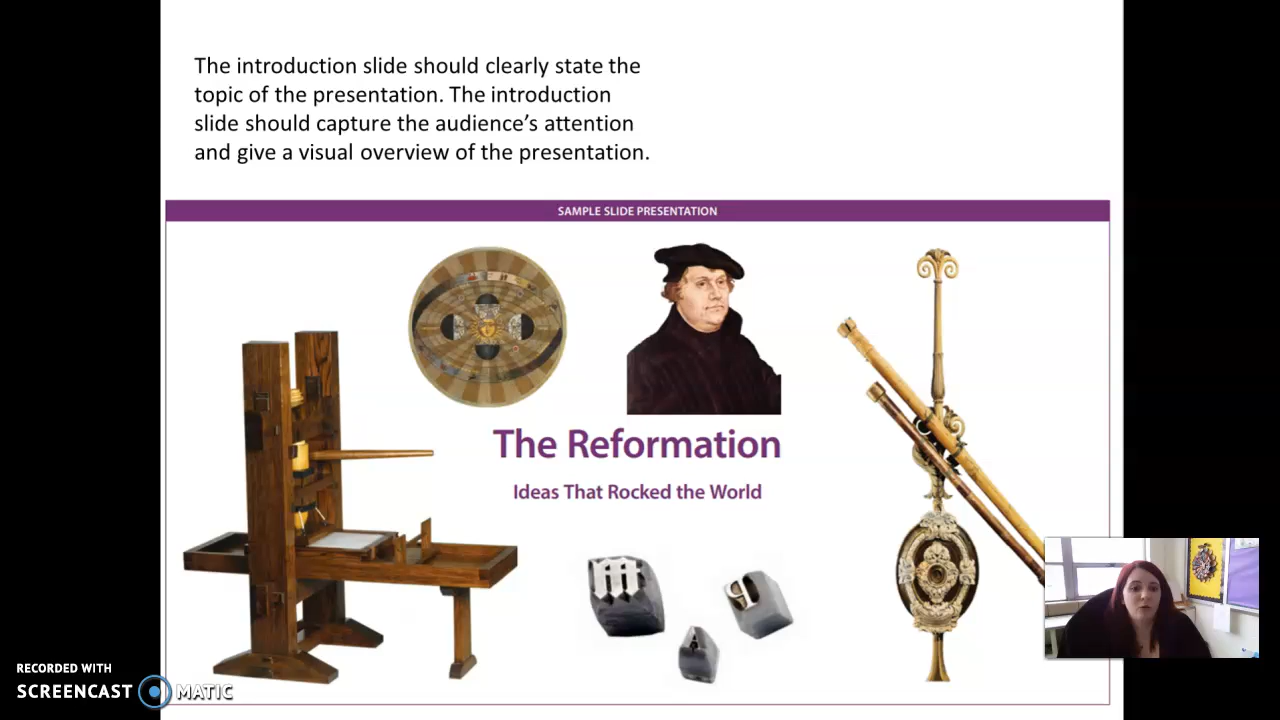 The introduction slide should clearly state the
topic of the presentation. The introduction
slide should capture the audience’s attention
and give a visual overview of the presentation.
SAMPLE SLIDE PRESENTATION
The Reformation
Ideas That Rocked the World
RECORDED WITH
SCREENCAST MATIC